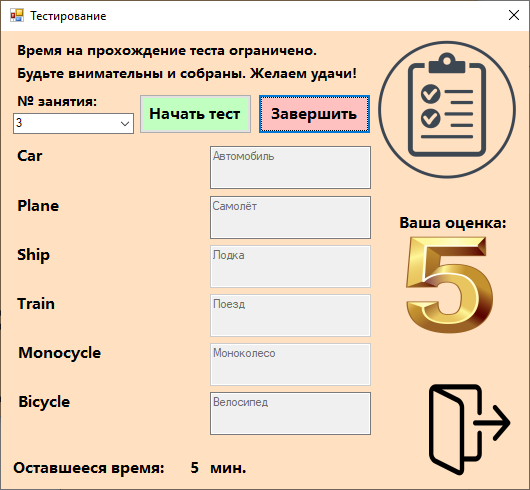 Тестирование
Время на прохождение теста ограничено.
Будьте внимательны и собраны. Желаем удачи!
№ занятия:
3
Начать тест
Завершить
Car
Автомобиль
Plane
Самолёт
Ваша оценка:
5
Ship
Лодка
Train
Поезд
Monocycle
Моноколесо
Bicycle
Велосипед
Оставшееся время: 5 мин.